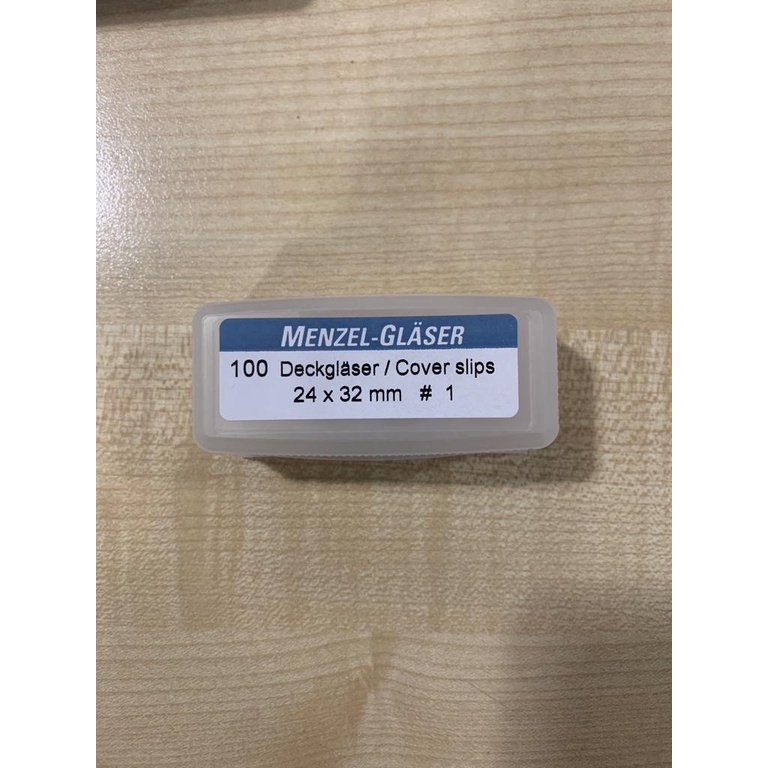 MENZEL-GLÄSER
100 Deckgläser / Cover slips
24 x 32 mm # 1